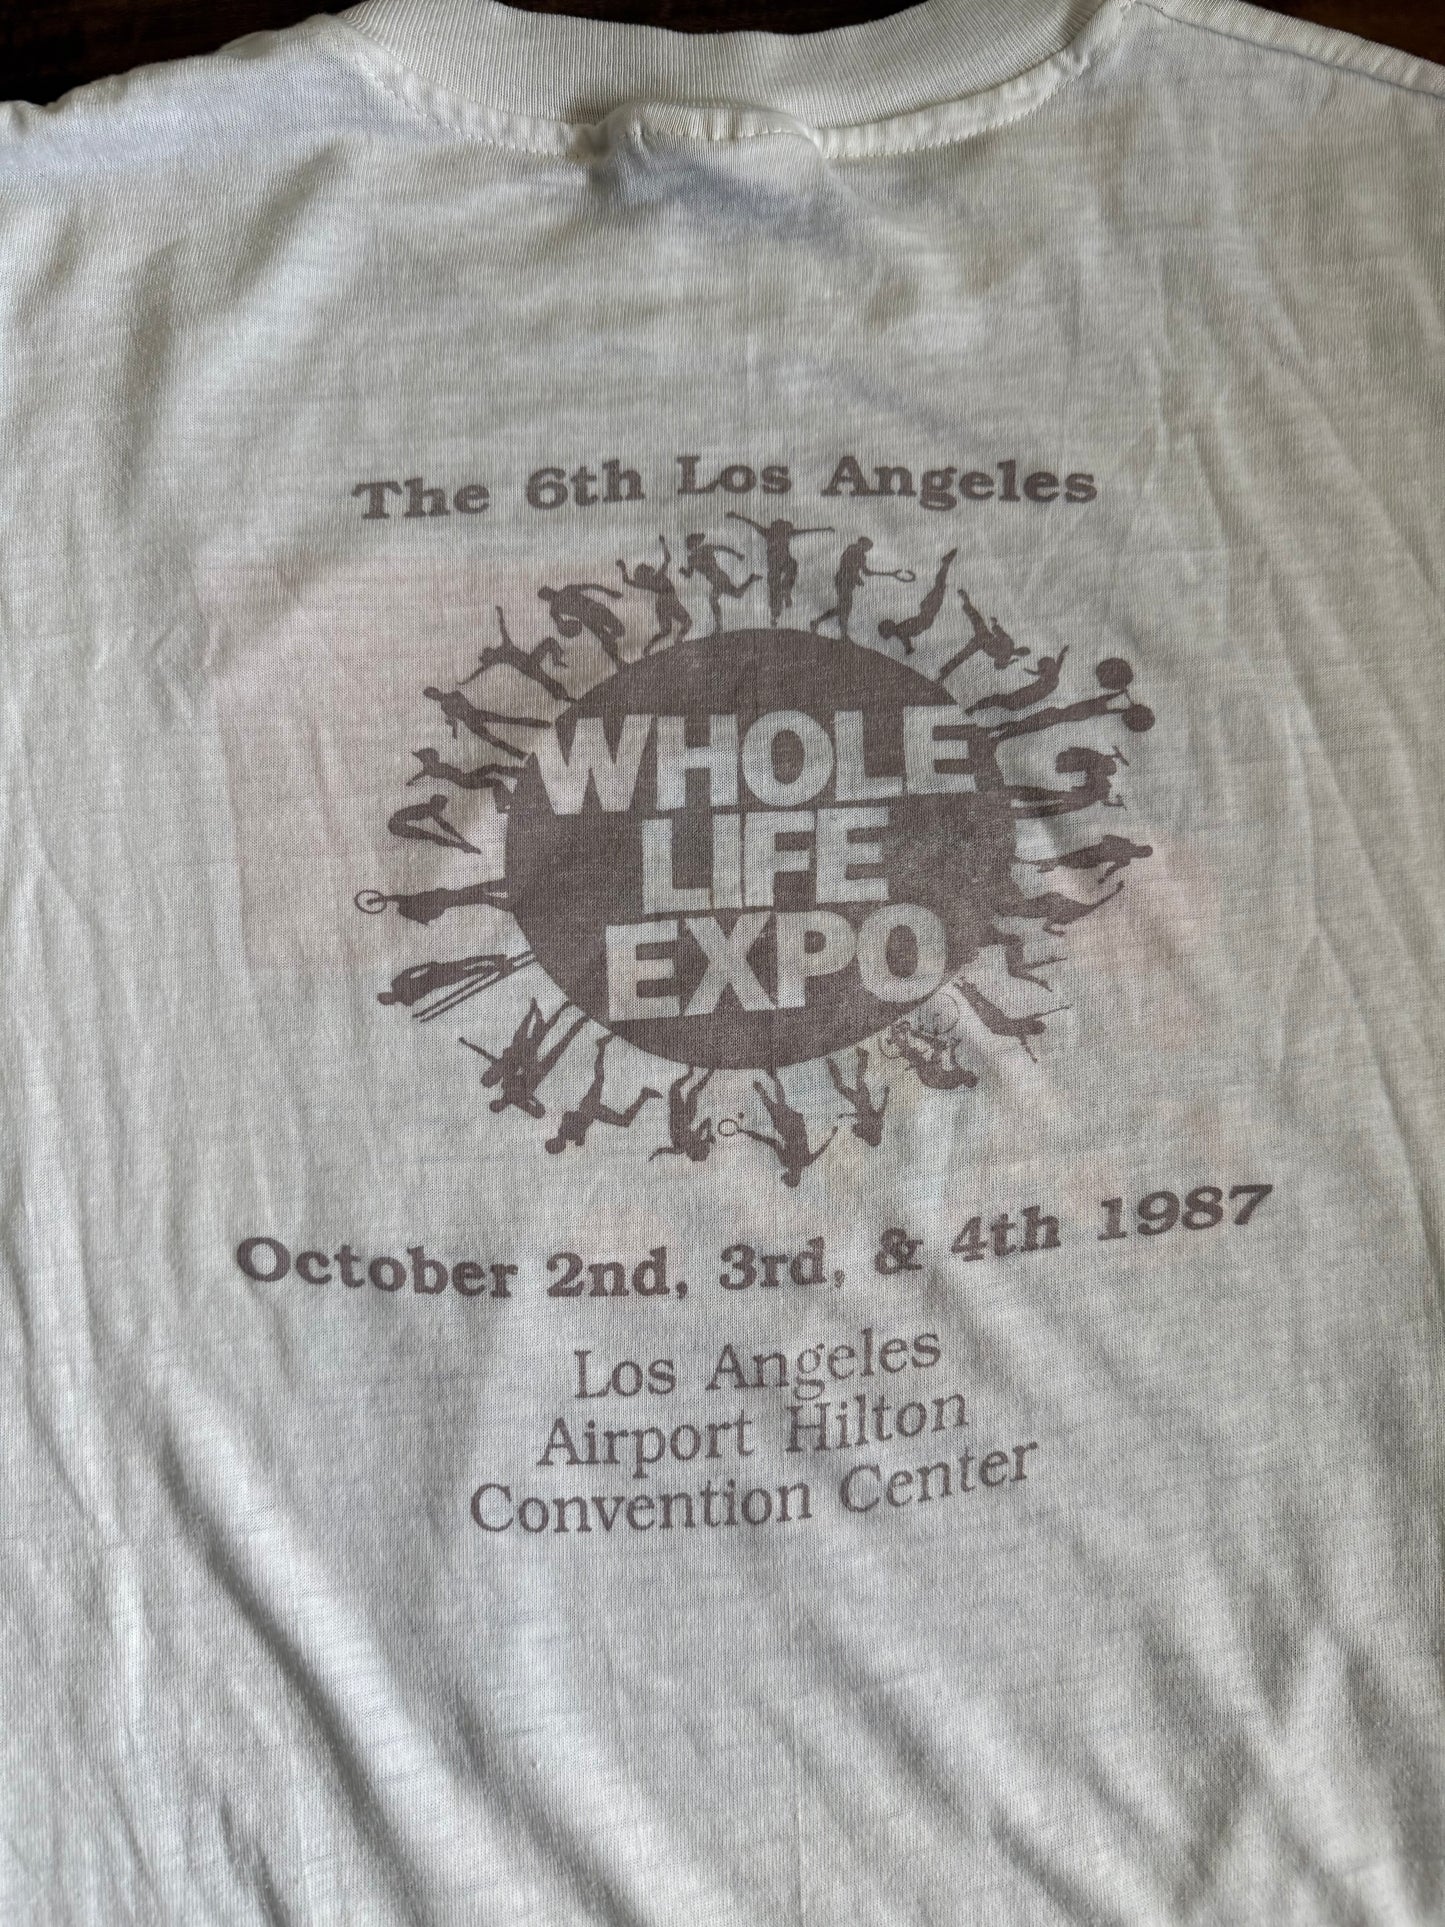 The 6th Los Angeles
WHOLE
LIFE
EXPO
October 2nd, 3rd, & 4th 1987
Los Angeles
Airport Hilton
Convention Center